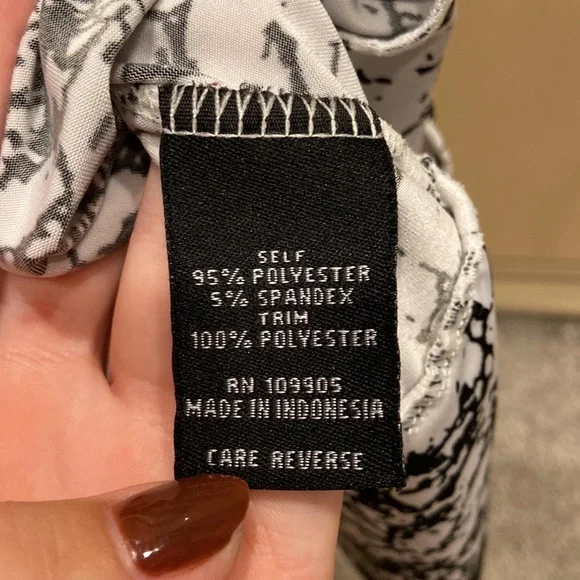 SELF
95% POLYESTER
5% SPANDEX
TRIM
100% POLYESTER
RN 109905
MADE IN INDONESIA
CARE REVERSE